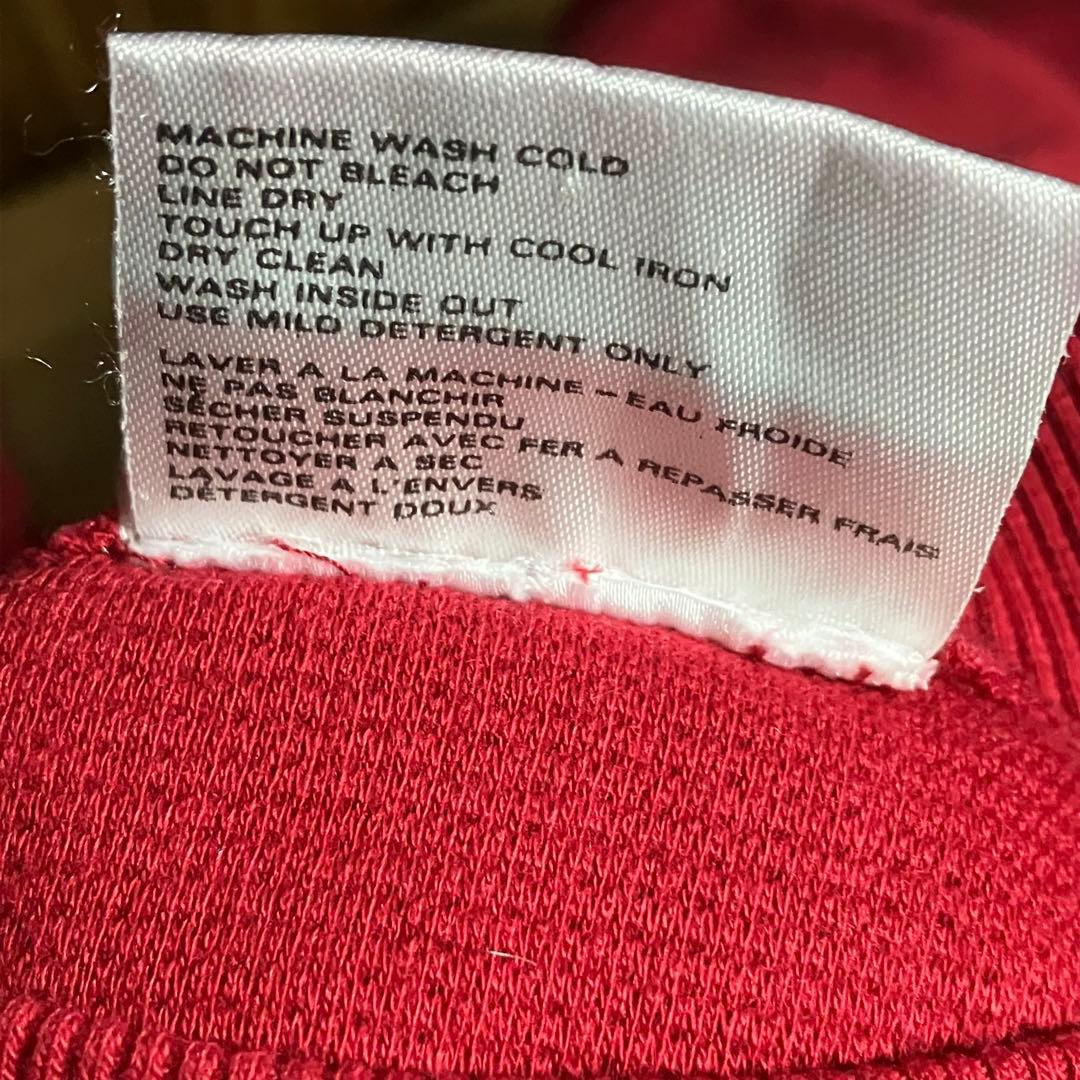 MACHINE WASH COLD
DO NOT BLEACH
LINE DRY
TOUCH UP WITH COOL IRON
DRY CLEAN
WASH INSIDE OUT
USE MILD DETERGENT ONLY
LAVER A LA MACHINE – EAU FROIDE
NE PAS BLANCHIR
SÉCHER SUSPENDU
RETOUCHER AVEC FER A REPASSER FRAIS
NETTOYER A SEC
LAVAGE A L'ENVERS
DÉTERGENT DOUX